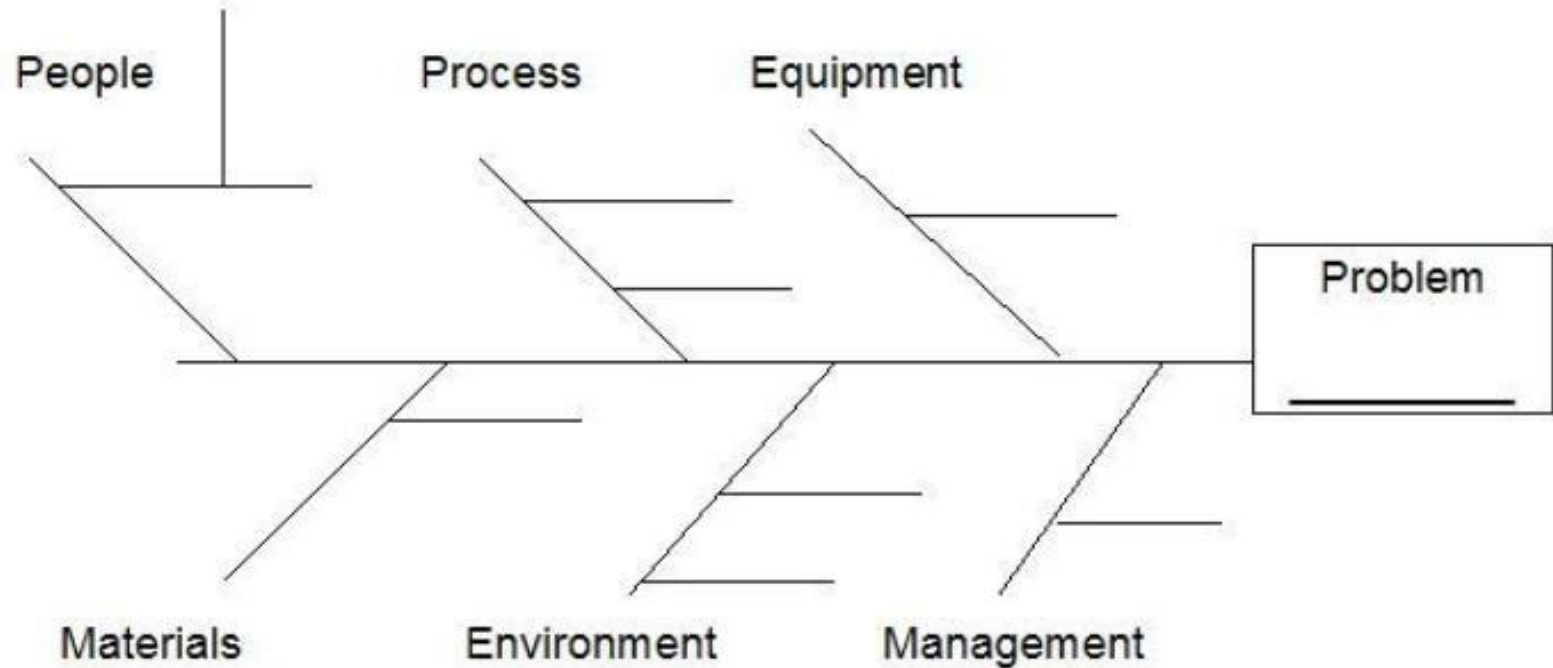 People
Process
Equipment
Problem
Materials
Environment
Management